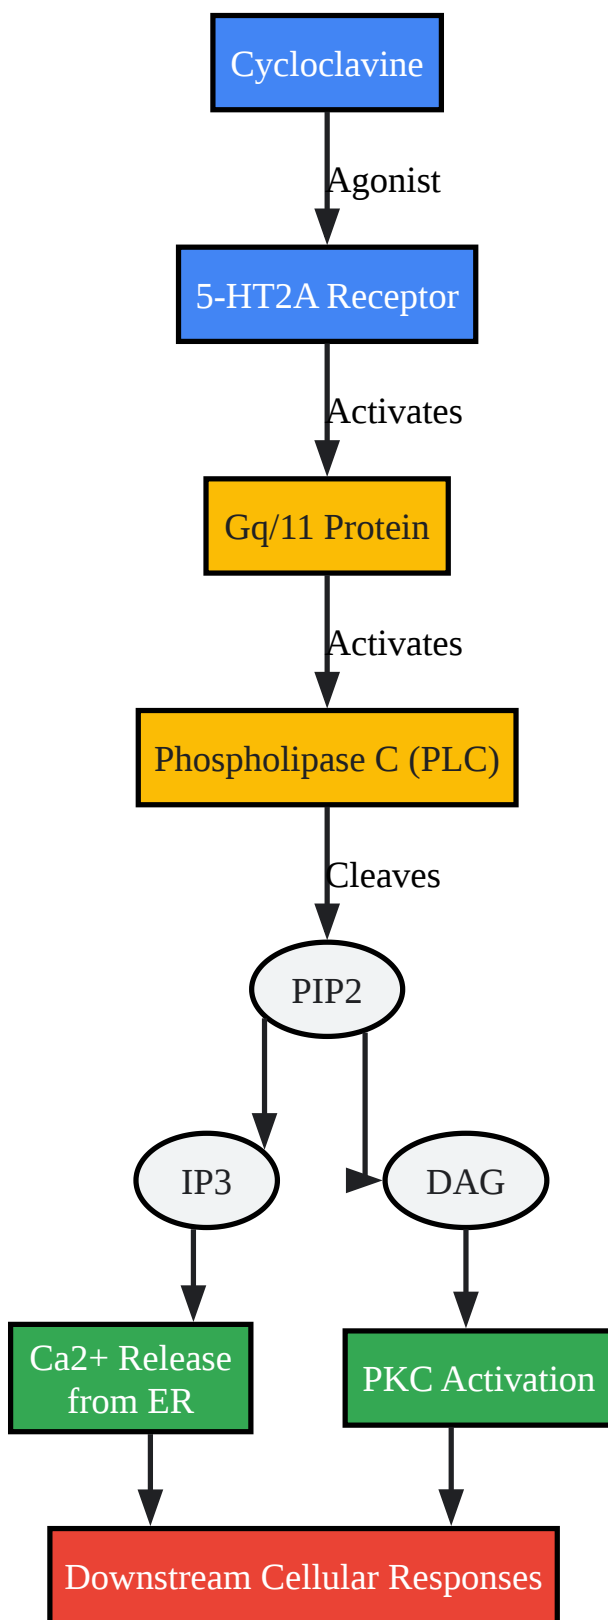 Cycloclavine
Agonist
5-HT2A Receptor
Activates
Gq/11 Protein
Activates
Phospholipase C (PLC)
Cleaves
PIP2
IP3
DAG
Ca2+ Release
from ER
PKC Activation
Downstream Cellular Responses